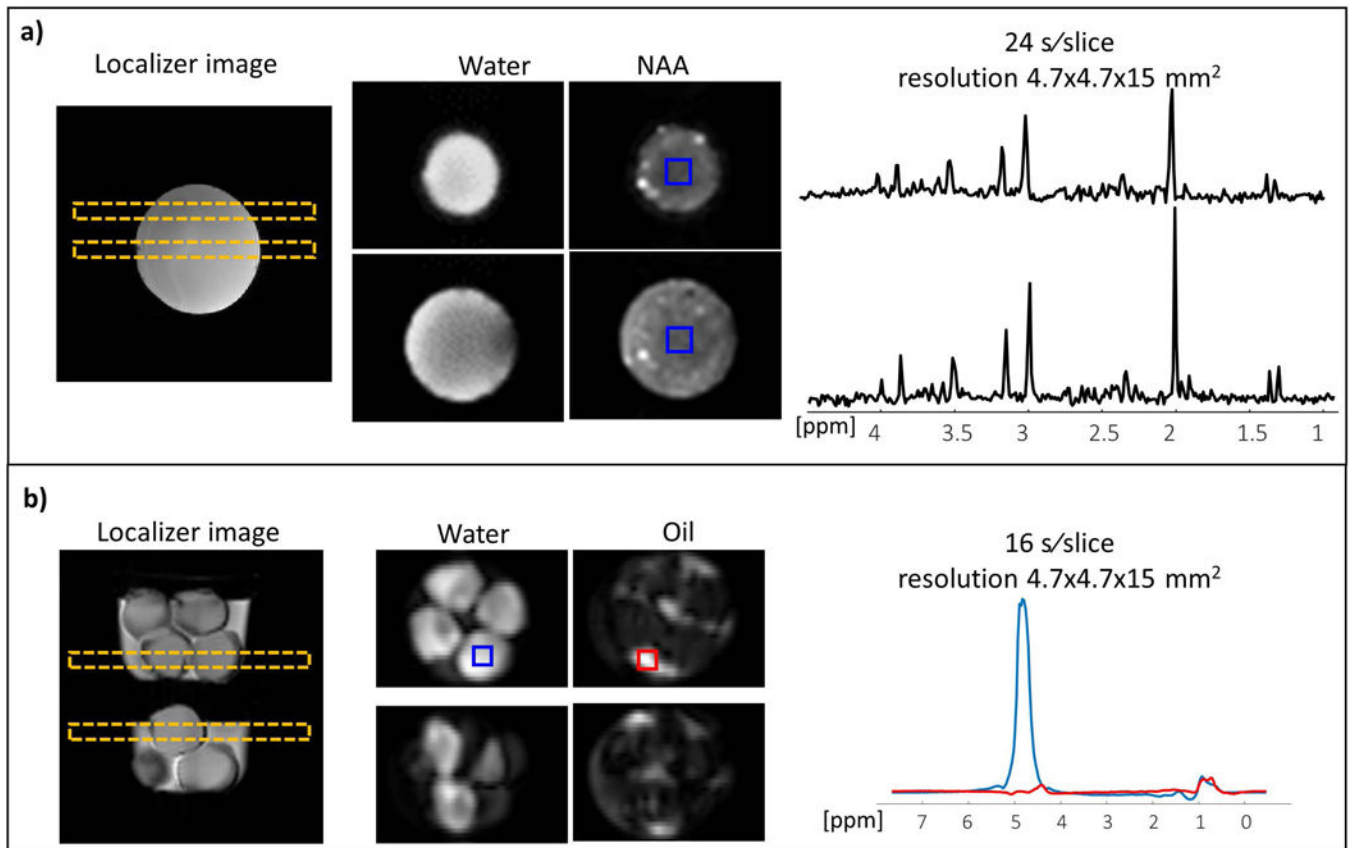 a)
Localizer image
Water
NAA
24 s/slice
resolution 4.7x4.7x15 mm²
[ppm] 4 3.5 3 2.5 2 1.5 1
b)
Localizer image
Water
Oil
16 s/slice
resolution 4.7x4.7x15 mm²
[ppm] 7 6 5 4 3 2 1 0